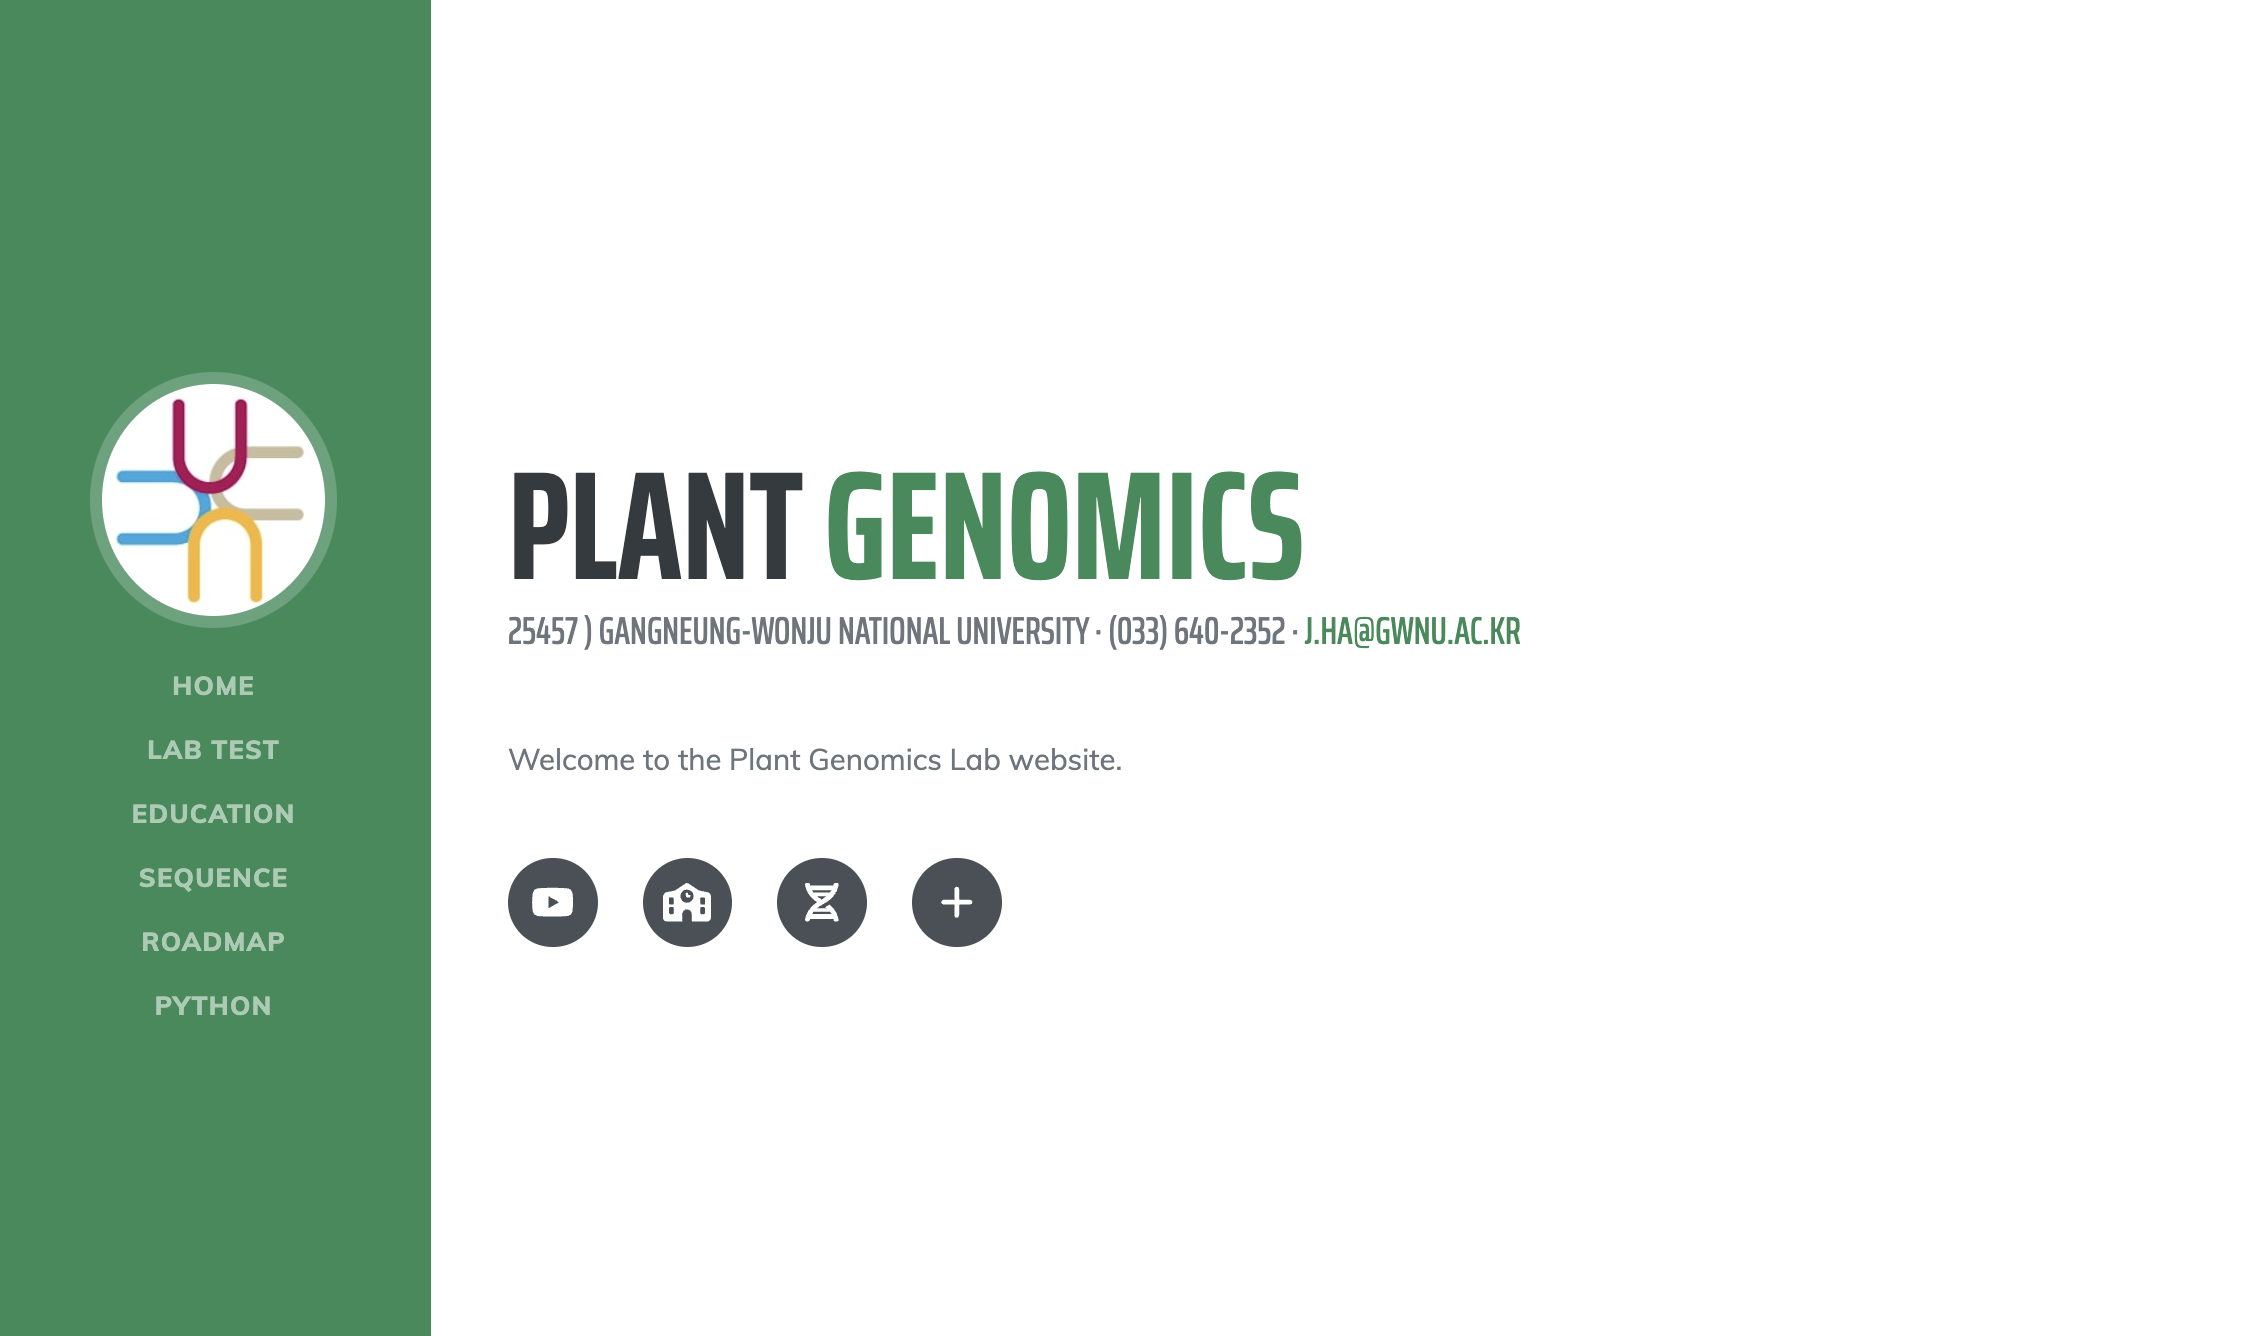 HOME
LAB TEST
EDUCATION
SEQUENCE
ROADMAP
PYTHON
PLANT GENOMICS
25457 ) GANGNEUNG-WONJU NATIONAL UNIVERSITY · (033) 640-2352 · J.HA@GWNU.AC.KR
Welcome to the Plant Genomics Lab website.